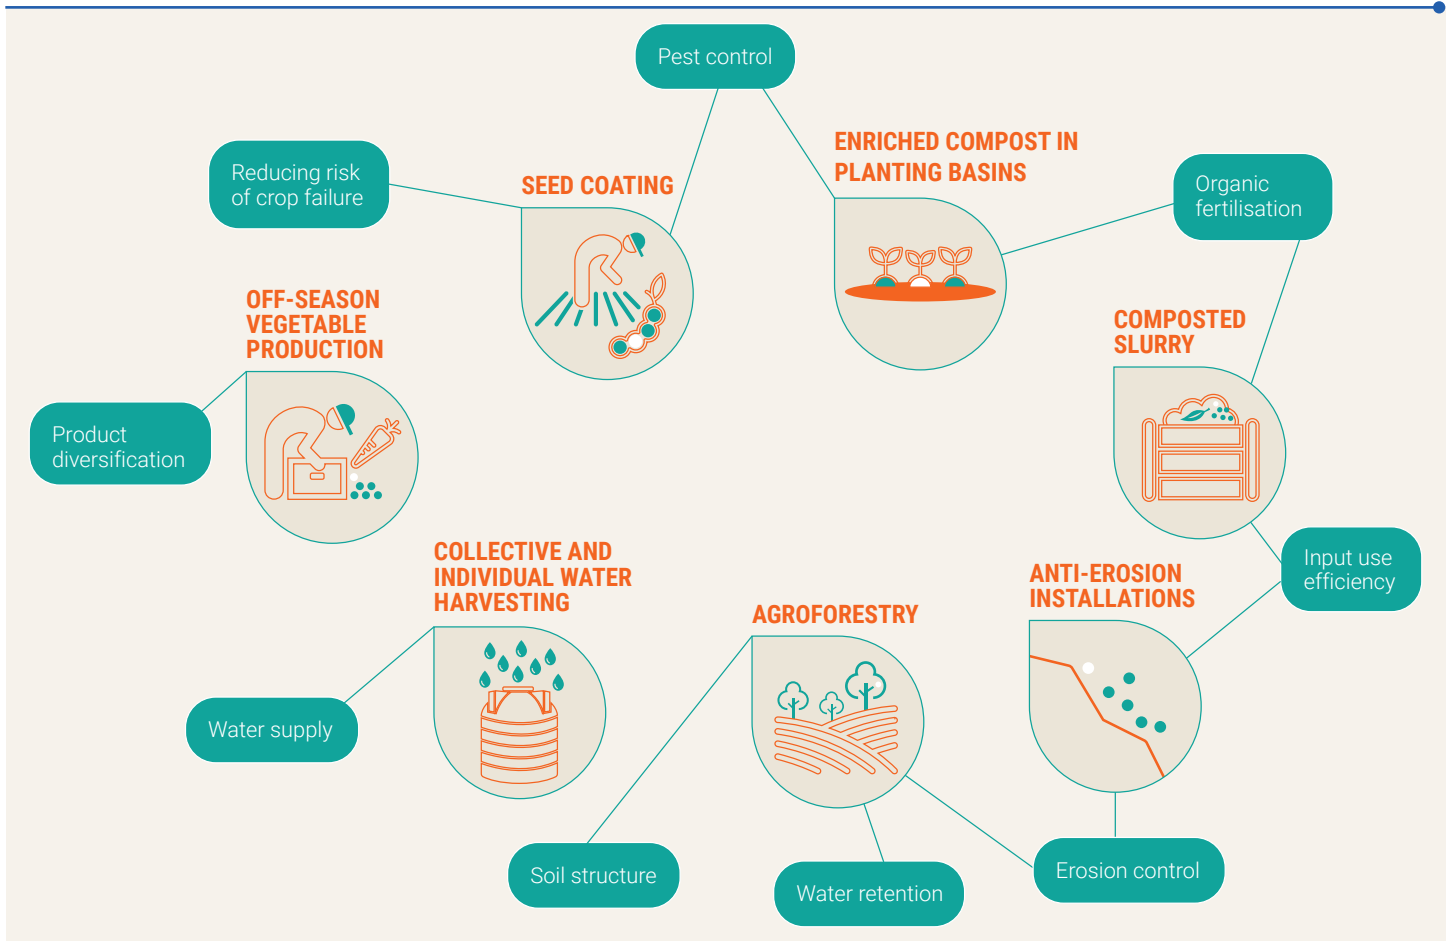 Pest control
ENRICHED COMPOST IN
PLANTING BASINS
Reducing risk
of crop failure
SEED COATING
Organic
fertilisation
OFF-SEASON
VEGETABLE
PRODUCTION
COMPOSTED
SLURRY
Product
diversification
COLLECTIVE AND
INDIVIDUAL WATER
HARVESTING
Input use
efficiency
ANTI-EROSION
INSTALLATIONS
AGROFORESTRY
Water supply
Soil structure
Water retention
Erosion control